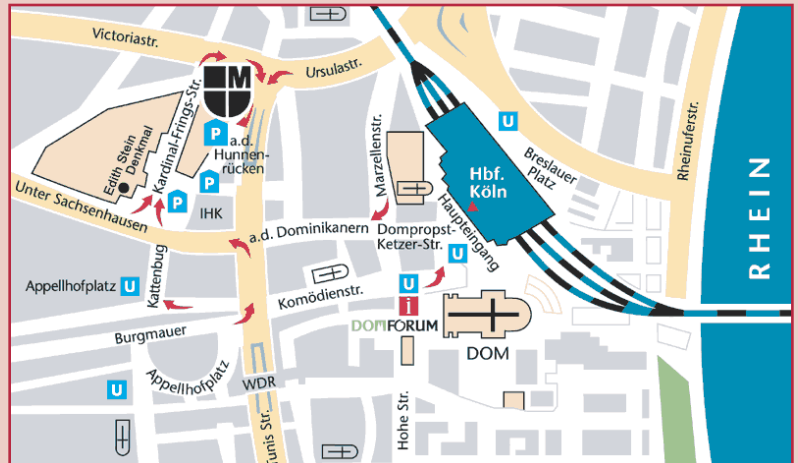 Victoriastr.
Ursulastr.
M
Kardinal-Frings-Str.
P
a.d.
Hunnen-
rücken
Edith Stein
Denkmal
P
P
IHK
Unter Sachsenhausen
Marzellenstr.
U
Hbf.
Köln
Breslauer
Platz
Rheinuferstr.
RHEIN
Haupteingang
a.d. Dominikanern
Dompropst-
Ketzer-Str.
U
Appellhofplatz U
Kattenbug
Komödienstr.
U
i
DOMFORUM
DOM
Burgmauer
Appellhofplatz
WDR
U
Hohe Str.
Tunis Str.